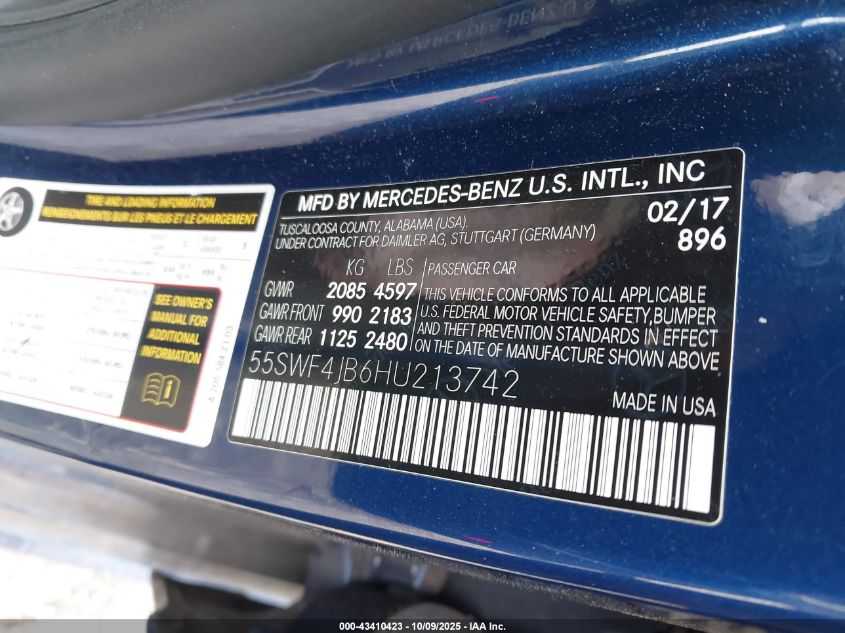 TIRE AND LOADING INFORMATION
RENSEIGNEMENTS SUR LES PNEUS ET LE CHARGEMENT
SEE OWNER'S
MANUAL FOR
ADDITIONAL
INFORMATION
A 205 584 21 03
MFD BY MERCEDES-BENZ U.S. INTL., INC
TUSCALOOSA COUNTY, ALABAMA (USA).
UNDER CONTRACT FOR DAIMLER AG, STUTTGART (GERMANY)
02/17
896
KG LBS
GVWR 2085 4597
GAWR FRONT 990 2183
GAWR REAR 1125 2480
PASSENGER CAR
THIS VEHICLE CONFORMS TO ALL APPLICABLE
U.S. FEDERAL MOTOR VEHICLE SAFETY, BUMPER
AND THEFT PREVENTION STANDARDS IN EFFECT
ON THE DATE OF MANUFACTURE SHOWN ABOVE
55SWF4JB6HU213742
MADE IN USA
000-43410423 - 10/09/2025 - IAA Inc.